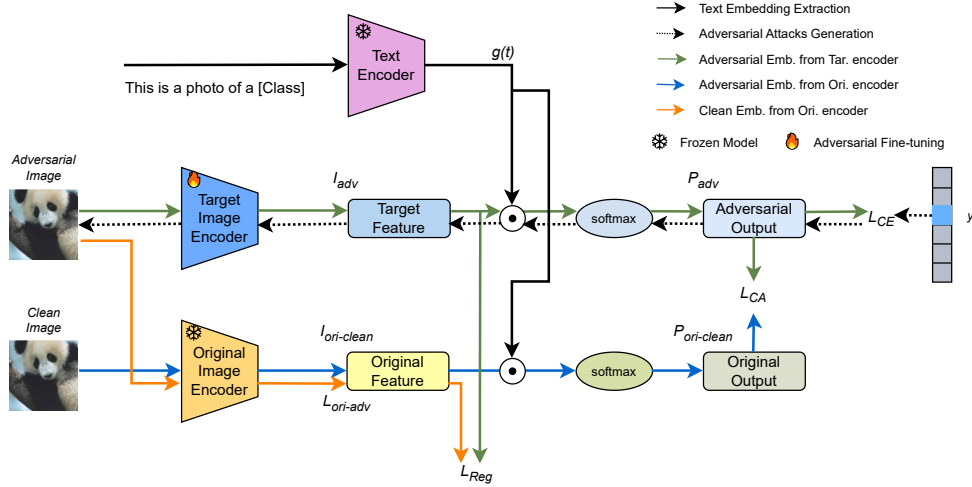 Text Embedding Extraction
Adversarial Attacks Generation
Adversarial Emb. from Tar. encoder
Adversarial Emb. from Ori. encoder
Clean Emb. from Ori. encoder
Frozen Model
Adversarial Fine-tuning
Text
Encoder
g(t)
This is a photo of a [Class]
Adversarial
Image
Target
Image
Encoder
I_adv
Target
Feature
softmax
P_adv
Adversarial
Output
L_CE
y
L_CA
Clean
Image
Original
Image
Encoder
I_ori-clean
Original
Feature
L_ori-adv
softmax
P_ori-clean
Original
Output
L_Reg